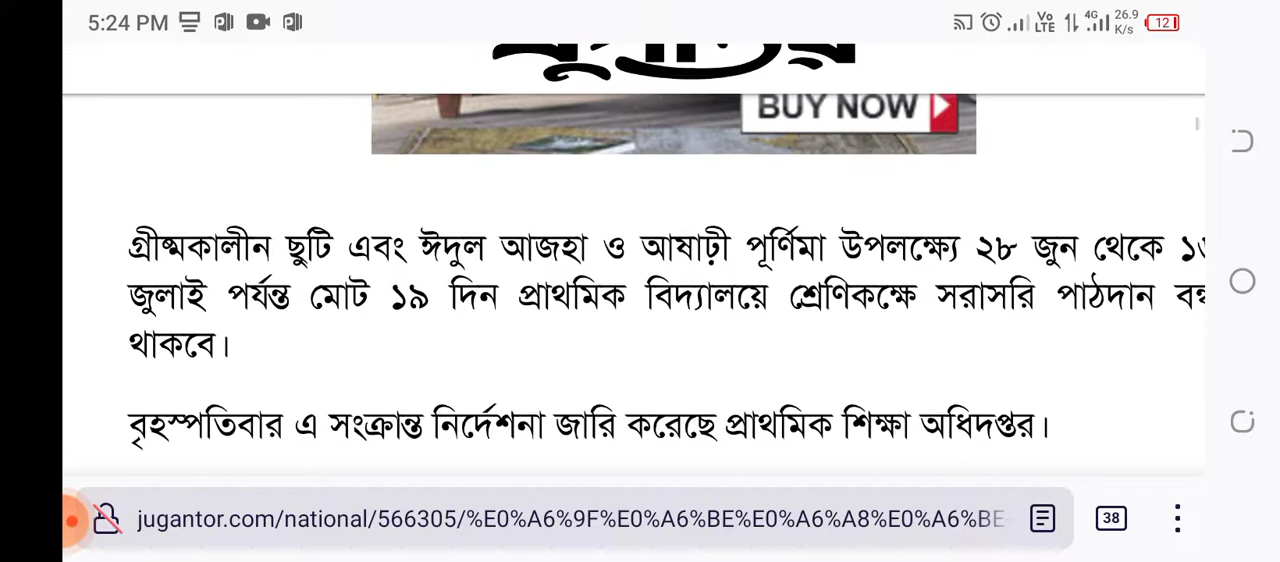 5:24 PM
Vo LTE 4G 26.9 K/s 12
BUY NOW
গ্রীষ্মকালীন ছুটি এবং ঈদুল আজহা ও আষাঢ়ী পূর্ণিমা উপলক্ষ্যে ২৮ জুন থেকে
জুলাই পর্যন্ত মোট ১৯ দিন প্রাথমিক বিদ্যালয়ে শ্রেণিকক্ষে সরাসরি পাঠদান
থাকবে।
বৃহস্পতিবার এ সংক্রান্ত নির্দেশনা জারি করেছে প্রাথমিক শিক্ষা অধিদপ্তর।
jugantor.com/national/566305/%E0%A6%9F%E0%A6%BE%E0%A6%A8%E0%A6%BE-
38